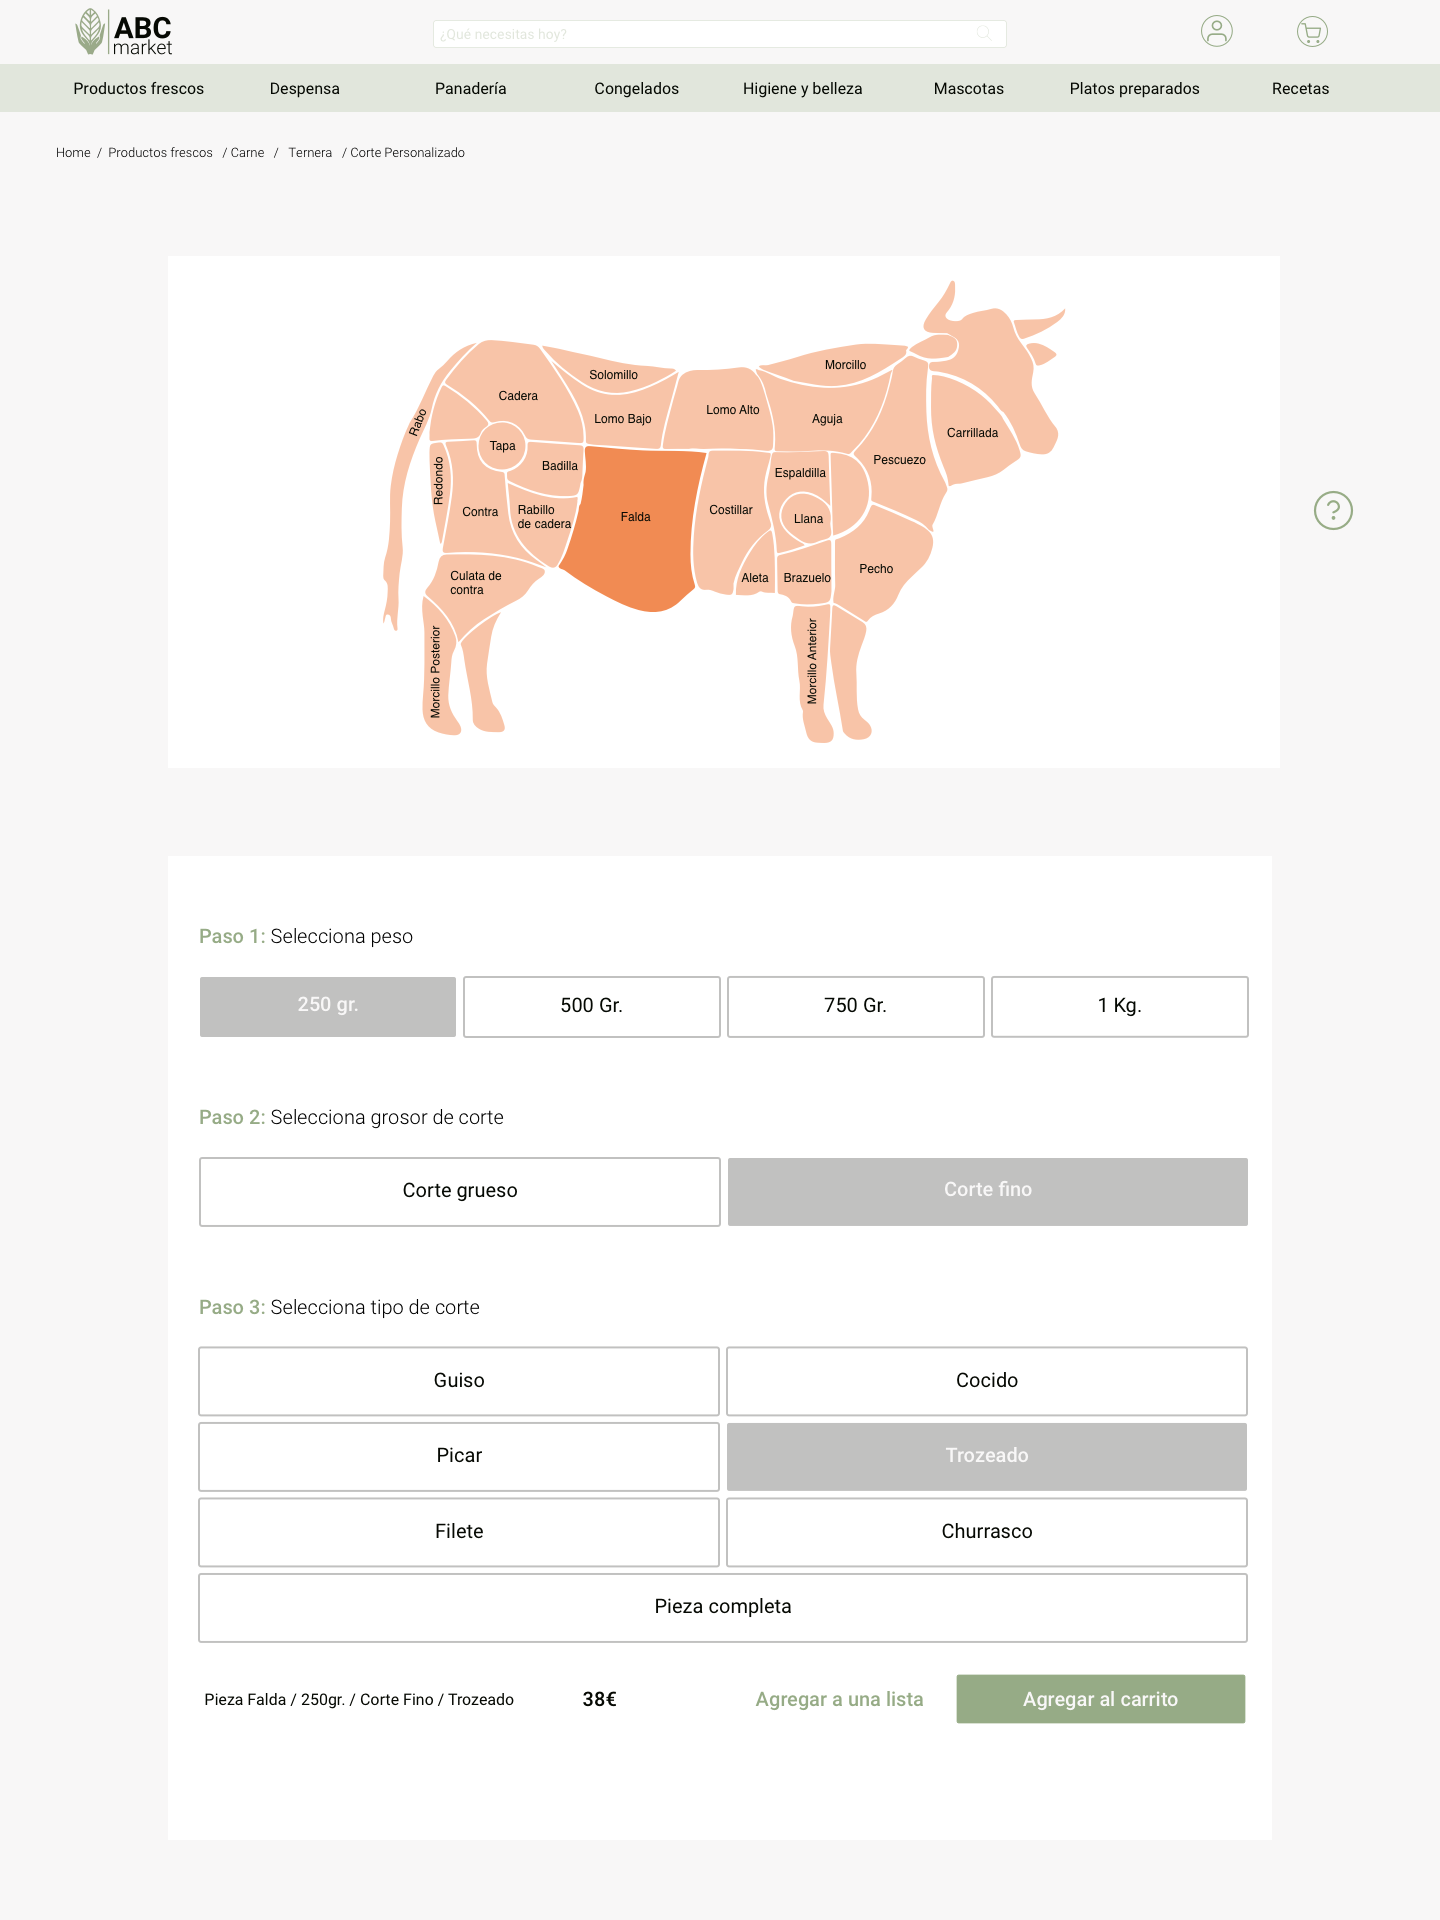 ABC
market
¿Qué necesitas hoy?
Productos frescos Despensa Panadería Congelados Higiene y belleza Mascotas Platos preparados Recetas
Home / Productos frescos / Carne / Ternera / Corte Personalizado
Morcillo
Solomillo
Cadera
Lomo Alto
Lomo Bajo
Aguja
Rabo
Carrillada
Tapa
Pescuezo
Badilla
Espaldilla
Redondo
Contra
Rabillo
de cadera
Falda
Costillar
Llana
?
Pecho
Culata de
contra
Aleta
Brazuelo
Morcillo Posterior
Morcillo Anterior
Paso 1: Selecciona peso
250 gr. 500 Gr. 750 Gr. 1 Kg.
Paso 2: Selecciona grosor de corte
Corte grueso Corte fino
Paso 3: Selecciona tipo de corte
Guiso Cocido
Picar Trozeado
Filete Churrasco
Pieza completa
Pieza Falda / 250gr. / Corte Fino / Trozeado 38€ Agregar a una lista Agregar al carrito